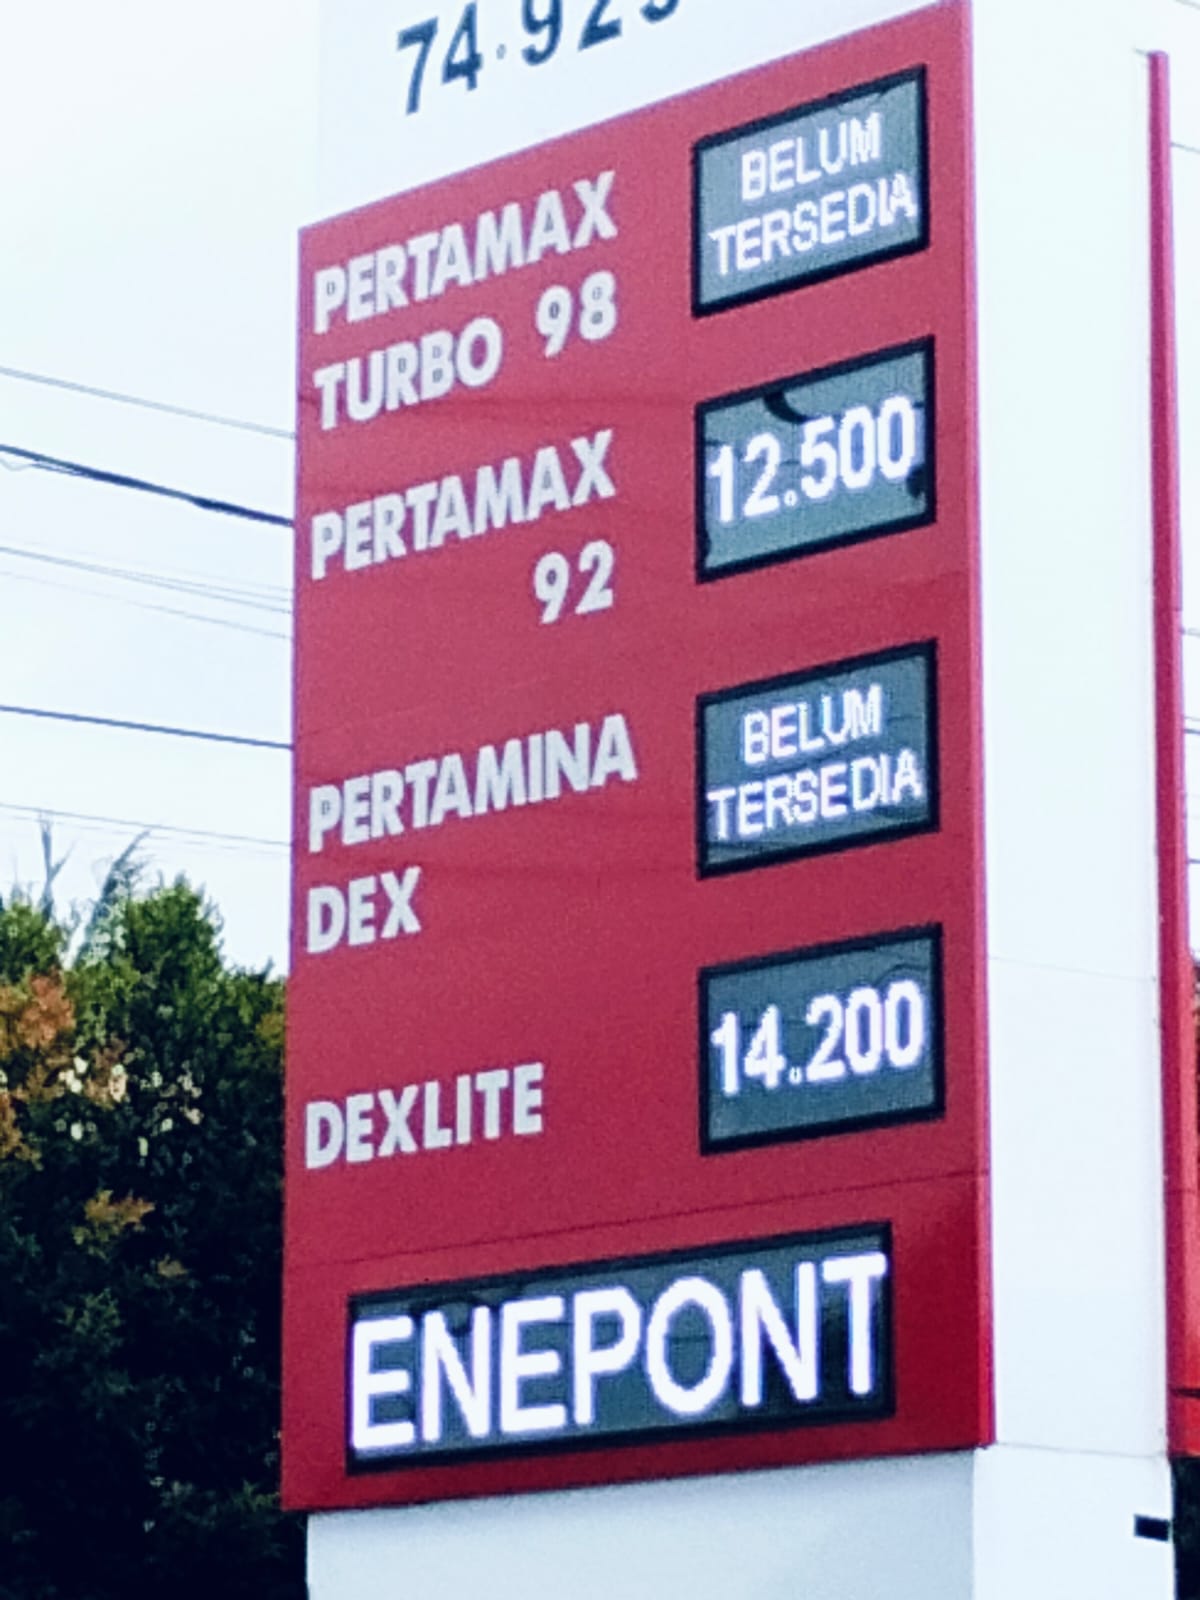 PERTAMAX
TURBO 98
BELUM
TERSEDIA
PERTAMAX
92
12.500
PERTAMINA
DEX
BELUM
TERSEDIA
DEXLITE
14.200
ENEPONT